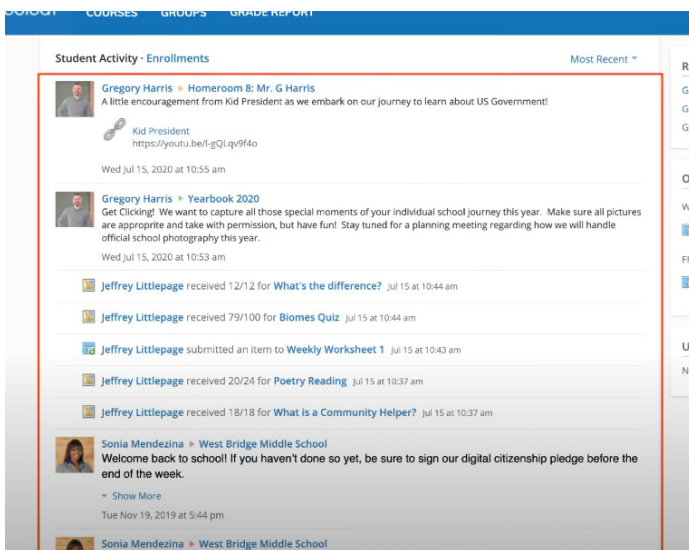 COURSES GROUPS GRADE REPORT
Student Activity · Enrollments
Most Recent
Gregory Harris ▸ Homeroom 8: Mr. G Harris
A little encouragement from Kid President as we embark on our journey to learn about US Government!
Kid President
https://youtu.be/l-gQLqv9f4o
Wed Jul 15, 2020 at 10:55 am
Gregory Harris ▸ Yearbook 2020
Get Clicking! We want to capture all those special moments of your individual school journey this year. Make sure all pictures
are approprite and take with permission, but have fun! Stay tuned for a planning meeting regarding how we will handle
official school photography this year.
Wed Jul 15, 2020 at 10:53 am
Jeffrey Littlepage received 12/12 for What's the difference? Jul 15 at 10:44 am
Jeffrey Littlepage received 79/100 for Biomes Quiz Jul 15 at 10:44 am
Jeffrey Littlepage submitted an item to Weekly Worksheet 1 Jul 15 at 10:43 am
Jeffrey Littlepage received 20/24 for Poetry Reading Jul 15 at 10:37 am
Jeffrey Littlepage received 18/18 for What is a Community Helper? Jul 15 at 10:37 am
Sonia Mendezina ▸ West Bridge Middle School
Welcome back to school! If you haven't done so yet, be sure to sign our digital citizenship pledge before the
end of the week.
Show More
Tue Nov 19, 2019 at 5:44 pm
Sonia Mendezina ▸ West Bridge Middle School